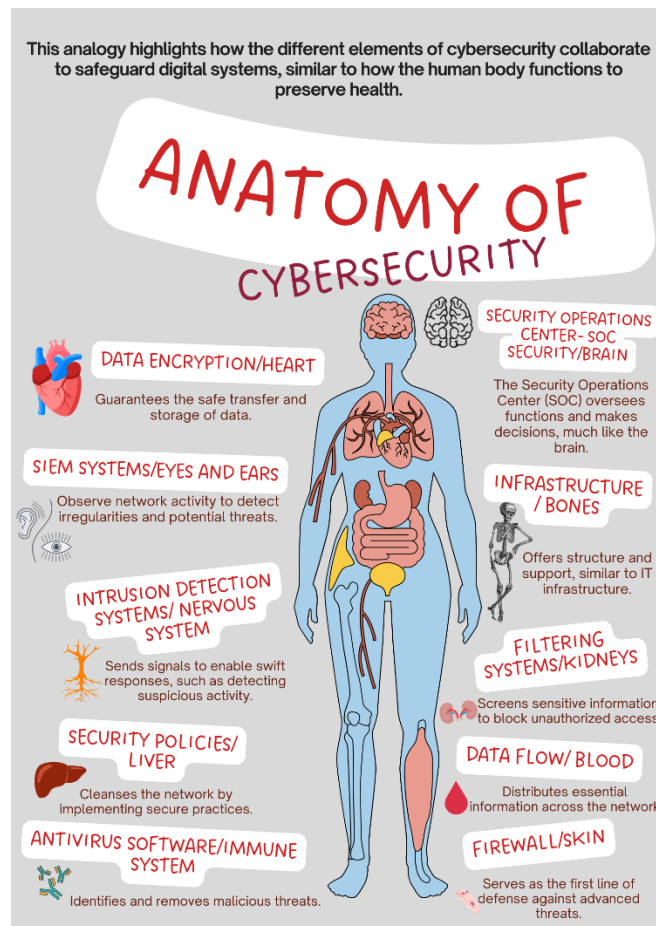 This analogy highlights how the different elements of cybersecurity collaborate
to safeguard digital systems, similar to how the human body functions to
preserve health.
ANATOMY OF
CYBERSECURITY
DATA ENCRYPTION/HEART
Guarantees the safe transfer and
storage of data.
SIEM SYSTEMS/EYES AND EARS
Observe network activity to detect
irregularities and potential threats.
INTRUSION DETECTION
SYSTEMS/ NERVOUS
SYSTEM
Sends signals to enable swift
responses, such as detecting
suspicious activity.
SECURITY POLICIES/
LIVER
Cleanses the network by
implementing secure practices.
ANTIVIRUS SOFTWARE/IMMUNE
SYSTEM
Identifies and removes malicious threats.
SECURITY OPERATIONS
CENTER- SOC
SECURITY/BRAIN
The Security Operations
Center (SOC) oversees
functions and makes
decisions, much like the
brain.
INFRASTRUCTURE
/ BONES
Offers structure and
support, similar to IT
infrastructure.
FILTERING
SYSTEMS/KIDNEYS
Screens sensitive information
to block unauthorized access
DATA FLOW/ BLOOD
Distributes essential
information across the network
FIREWALL/SKIN
Serves as the first line of
defense against advanced
threats.